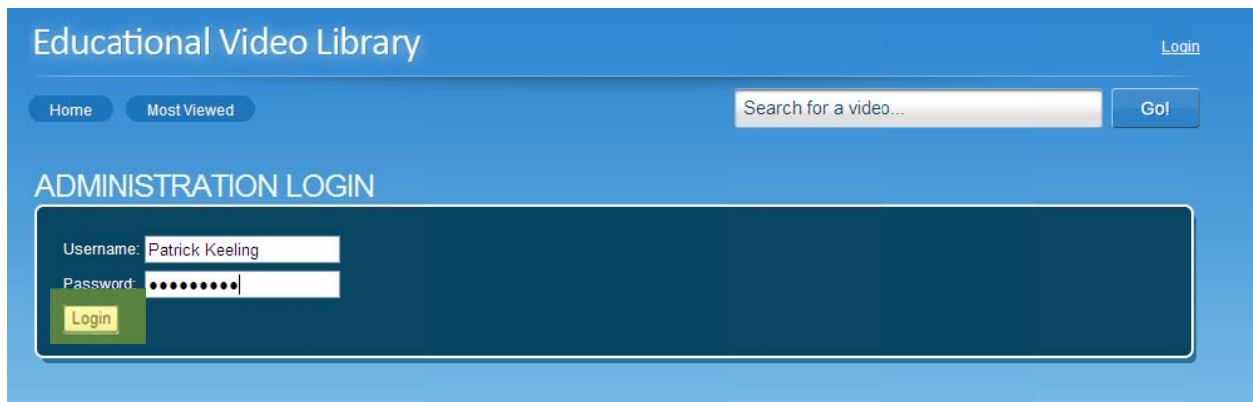 Educational Video Library
Login
Home Most Viewed Search for a video... Go!
ADMINISTRATION LOGIN
Username: Patrick Keeling
Password: •••••••••
Login